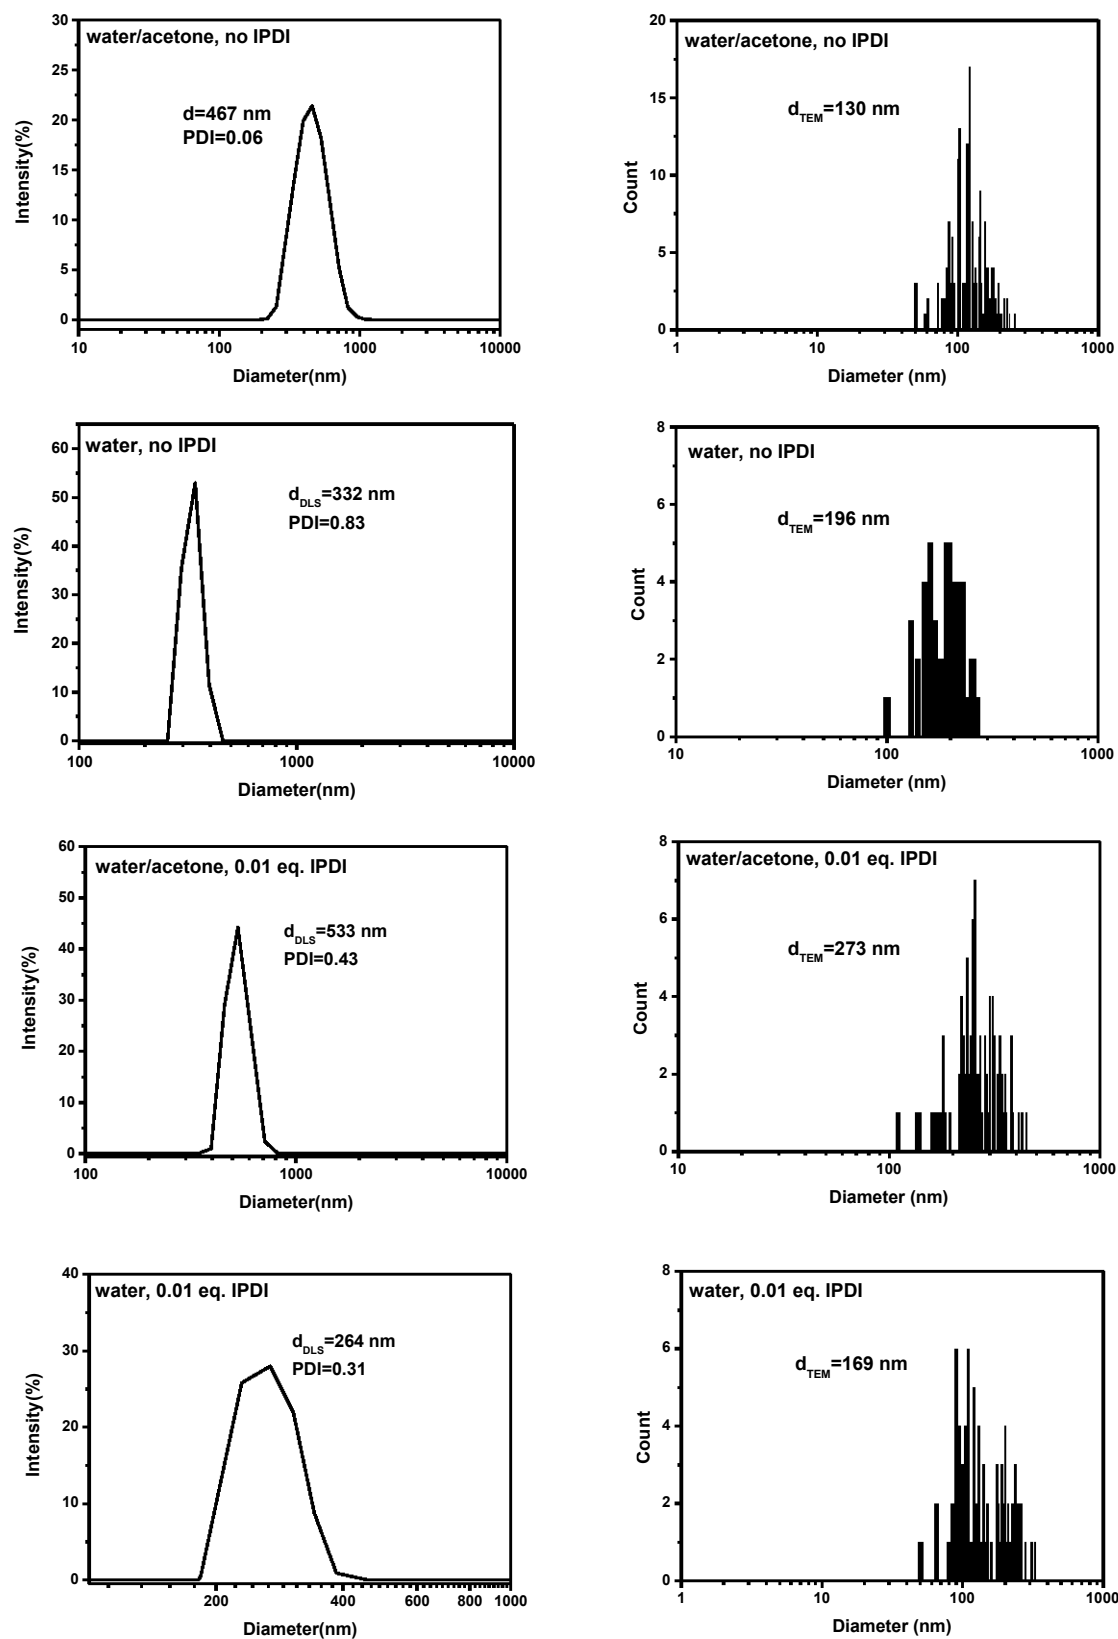 water/acetone, no IPDI
d=467 nm
PDI=0.06
Intensity(%)
30
25
20
15
10
5
0
10 100 1000 10000
Diameter(nm)
water/acetone, no IPDI
dTEM=130 nm
Count
20
15
10
5
0
1 10 100 1000
Diameter (nm)
water, no IPDI
dDLS=332 nm
PDI=0.83
Intensity(%)
60
50
40
30
20
10
0
100 1000 10000
Diameter(nm)
water, no IPDI
dTEM=196 nm
Count
8
6
4
2
0
10 100 1000
Diameter (nm)
water/acetone, 0.01 eq. IPDI
dDLS=533 nm
PDI=0.43
Intensity(%)
60
50
40
30
20
10
0
100 1000 10000
Diameter(nm)
water/acetone, 0.01 eq. IPDI
dTEM=273 nm
Count
8
6
4
2
0
10 100 1000
Diameter (nm)
water, 0.01 eq. IPDI
dDLS=264 nm
PDI=0.31
Intensity(%)
40
30
20
10
0
200 400 600 800 1000
Diameter(nm)
water, 0.01 eq. IPDI
dTEM=169 nm
Count
8
6
4
2
0
1 10 100 1000
Diameter (nm)